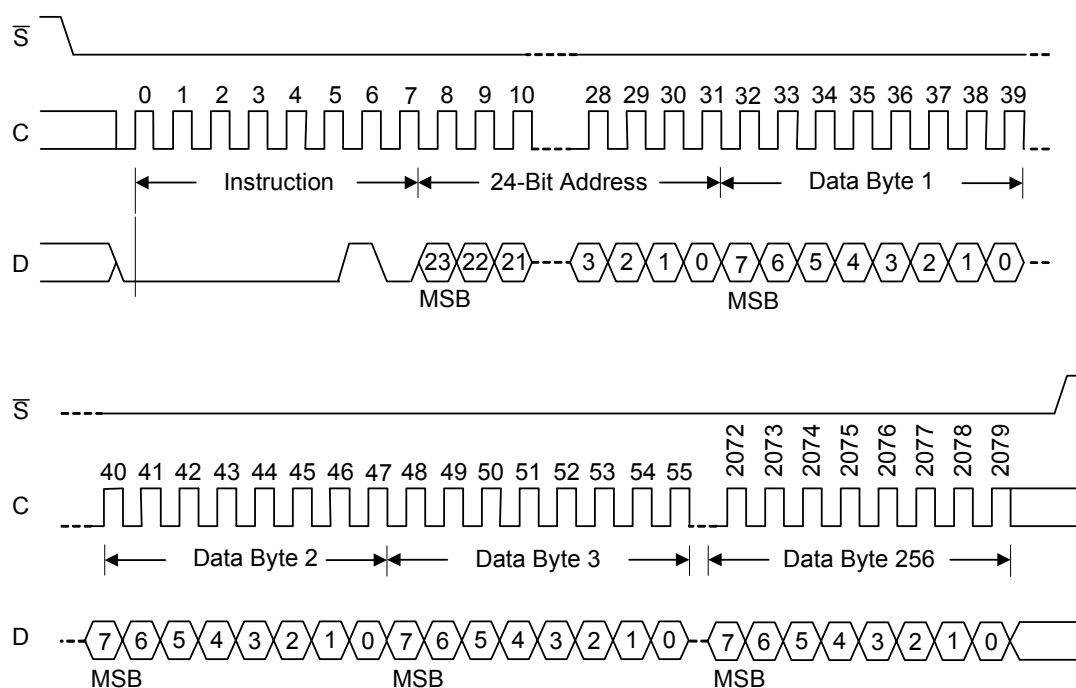 S
0 1 2 3 4 5 6 7 8 9 10 28 29 30 31 32 33 34 35 36 37 38 39
C
Instruction 24-Bit Address Data Byte 1
D 23 22 21 3 2 1 0 7 6 5 4 3 2 1 0
MSB MSB
S
2072 2073 2074 2075 2076 2077 2078 2079
40 41 42 43 44 45 46 47 48 49 50 51 52 53 54 55
C
Data Byte 2 Data Byte 3 Data Byte 256
D 7 6 5 4 3 2 1 0 7 6 5 4 3 2 1 0 7 6 5 4 3 2 1 0
MSB MSB MSB